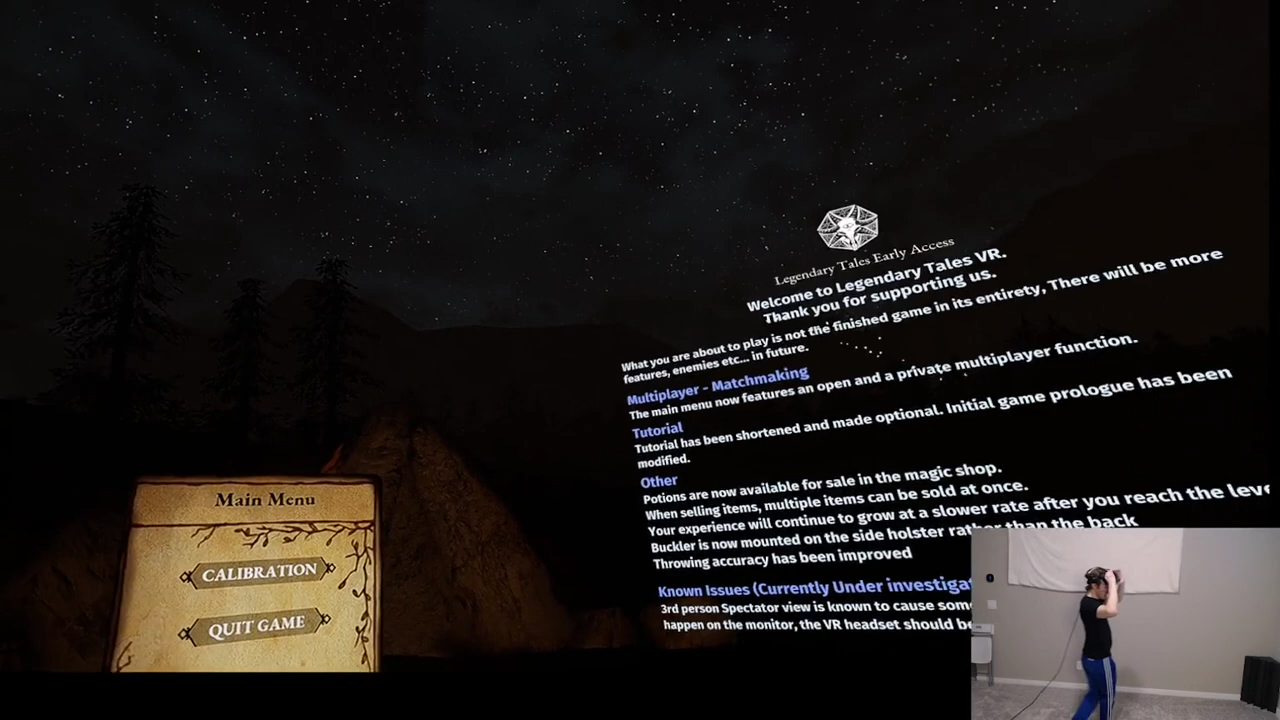 Legendary Tales Early Access
Welcome to Legendary Tales VR.
Thank you for supporting us.
What you are about to play is not the finished game in its entirety, There will be more
features, enemies etc... in future.
Multiplayer - Matchmaking
The main menu now features an open and a private multiplayer function.
Tutorial
Tutorial has been shortened and made optional. Initial game prologue has been
modified.
Other
Potions are now available for sale in the magic shop.
When selling items, multiple items can be sold at once.
Your experience will continue to grow at a slower rate after you reach the leve
Buckler is now mounted on the side holster rather than the back
Throwing accuracy has been improved
Known Issues (Currently Under investigat
3rd person Spectator view is known to cause som
happen on the monitor, the VR headset should be
Main Menu
CALIBRATION
QUIT GAME